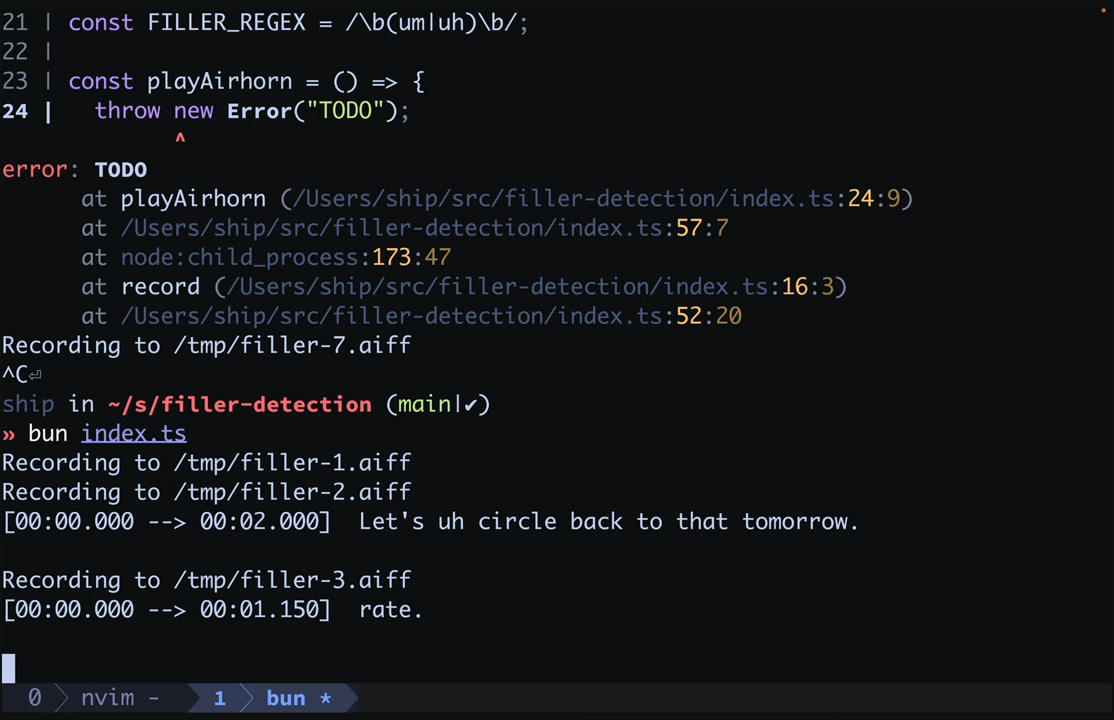 21 | const FILLER_REGEX = /\b(um|uh)\b/;
22 |
23 | const playAirhorn = () => {
24 |   throw new Error("TODO");
             ^
error: TODO
      at playAirhorn (/Users/ship/src/filler-detection/index.ts:24:9)
      at /Users/ship/src/filler-detection/index.ts:57:7
      at node:child_process:173:47
      at record (/Users/ship/src/filler-detection/index.ts:16:3)
      at /Users/ship/src/filler-detection/index.ts:52:20
Recording to /tmp/filler-7.aiff
^C⏎
ship in ~/s/filler-detection (main|✔)
» bun index.ts
Recording to /tmp/filler-1.aiff
Recording to /tmp/filler-2.aiff
[00:00.000 --> 00:02.000]  Let's uh circle back to that tomorrow.
Recording to /tmp/filler-3.aiff
[00:00.000 --> 00:01.150]  rate.
0 nvim - 1 bun *